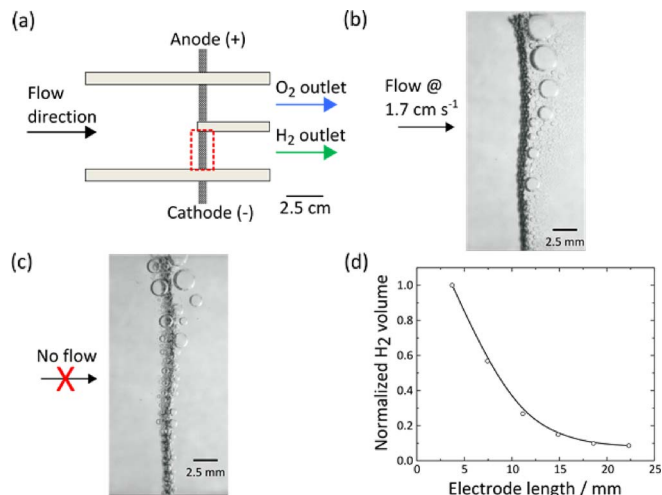 (a)
Anode (+)
Flow
direction
O₂ outlet
H₂ outlet
Cathode (-)
2.5 cm
(b)
Flow @
1.7 cm s⁻¹
2.5 mm
(c)
No flow
2.5 mm
(d)
Normalized H₂ volume
1.0
0.8
0.6
0.4
0.2
0.0
0
5
10
15
20
25
Electrode length / mm